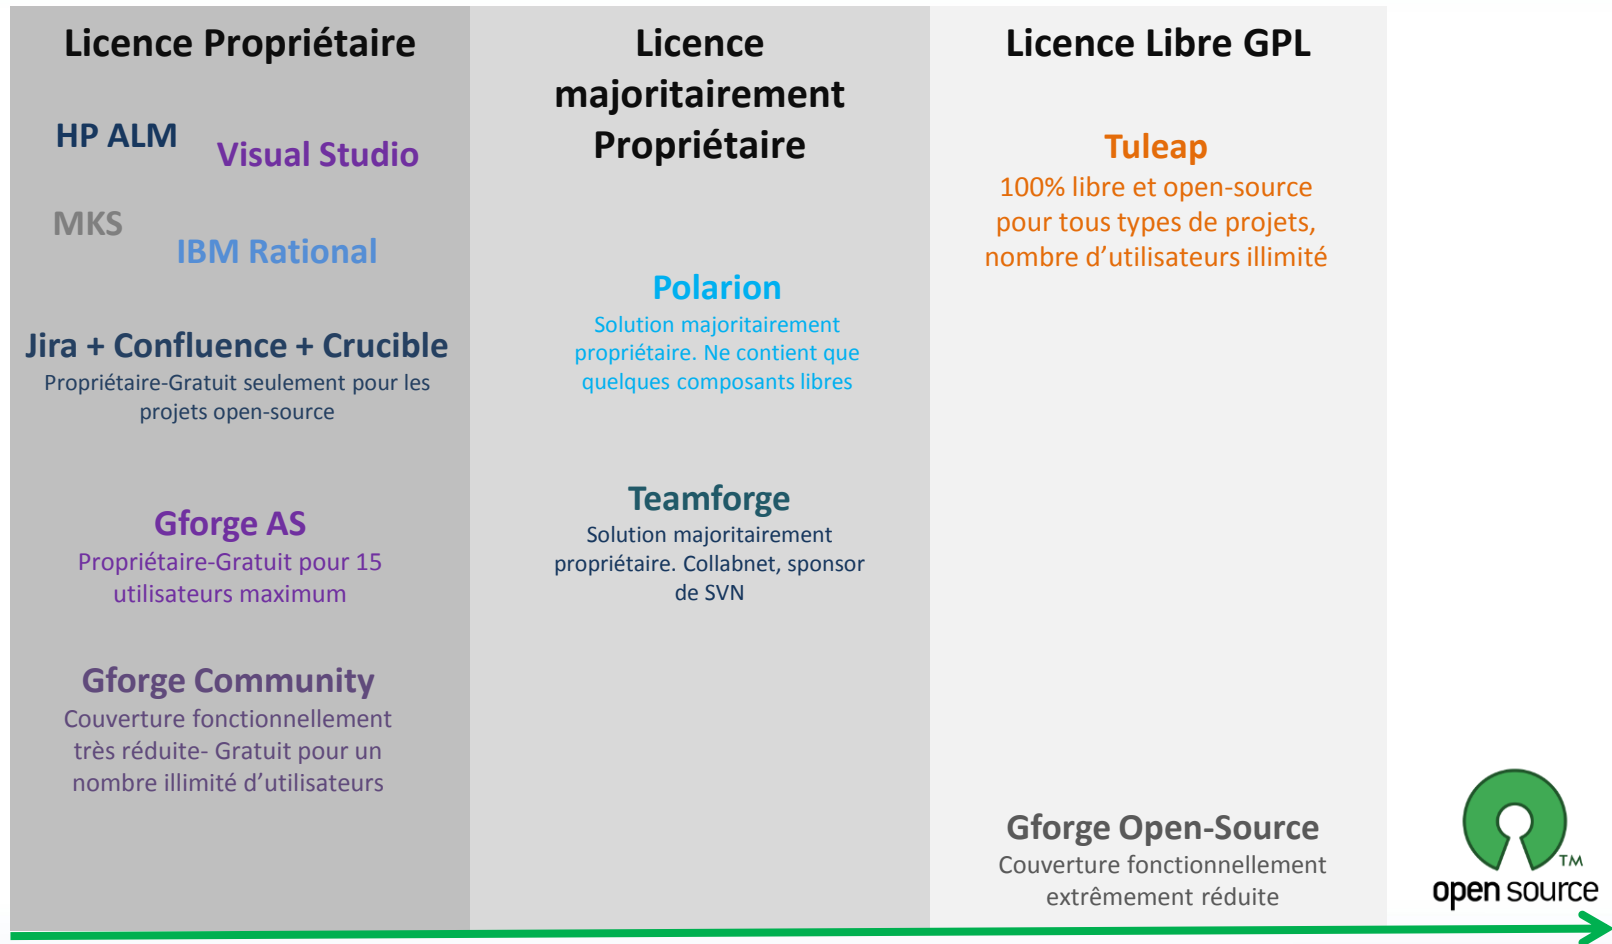 Licence Propriétaire
HP ALM
Visual Studio
MKS
IBM Rational
Jira + Confluence + Crucible
Propriétaire-Gratuit seulement pour les
projets open-source
Gforge AS
Propriétaire-Gratuit pour 15
utilisateurs maximum
Gforge Community
Couverture fonctionnellement
très réduite- Gratuit pour un
nombre illimité d’utilisateurs
Licence
majoritairement
Propriétaire
Polarion
Solution majoritairement
propriétaire. Ne contient que
quelques composants libres
Teamforge
Solution majoritairement
propriétaire. Collabnet, sponsor
de SVN
Licence Libre GPL
Tuleap
100% libre et open-source
pour tous types de projets,
nombre d’utilisateurs illimité
Gforge Open-Source
Couverture fonctionnellement
extrêmement réduite
TM
open source